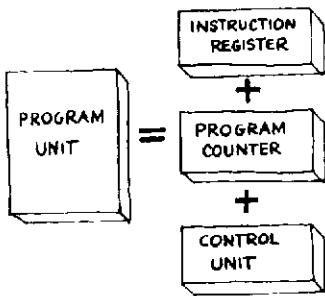 PROGRAM
UNIT
=
INSTRUCTION
REGISTER
+
PROGRAM
COUNTER
+
CONTROL
UNIT